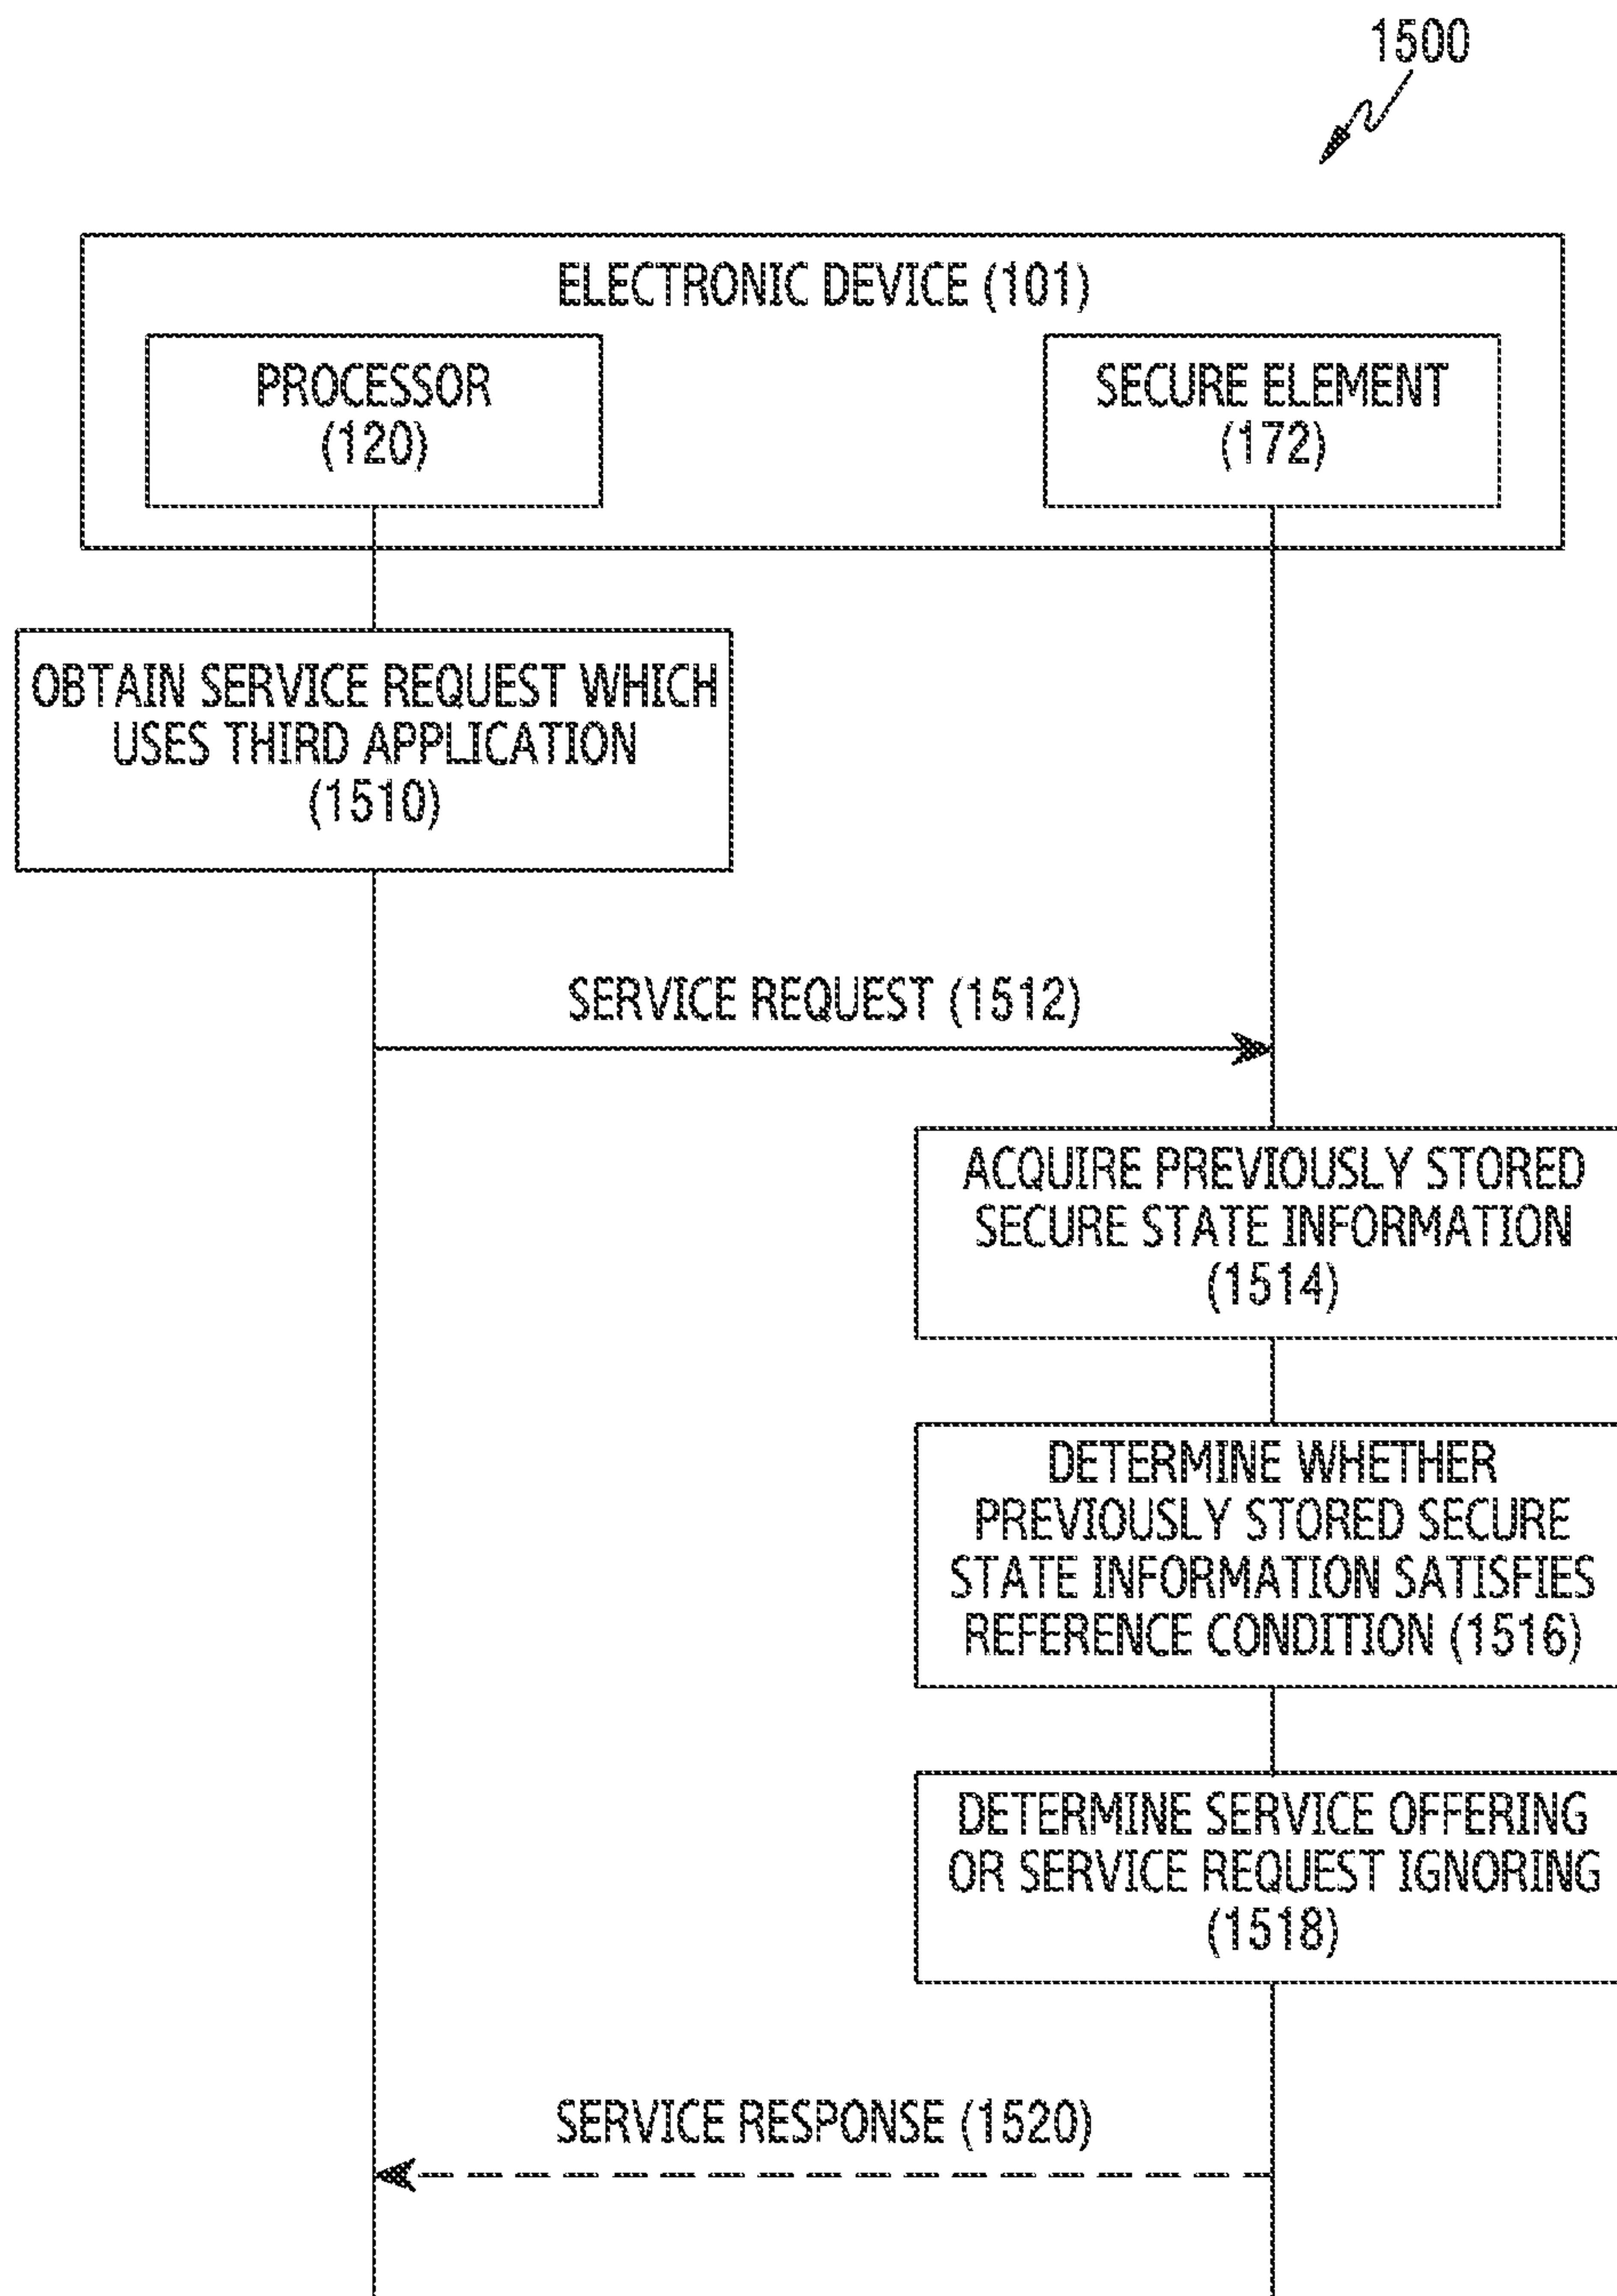 1500
ELECTRONIC DEVICE (101)
PROCESSOR
(120)
SECURE ELEMENT
(172)
OBTAIN SERVICE REQUEST WHICH
USES THIRD APPLICATION
(1510)
SERVICE REQUEST (1512)
ACQUIRE PREVIOUSLY STORED
SECURE STATE INFORMATION
(1514)
DETERMINE WHETHER
PREVIOUSLY STORED SECURE
STATE INFORMATION SATISFIES
REFERENCE CONDITION (1516)
DETERMINE SERVICE OFFERING
OR SERVICE REQUEST IGNORING
(1518)
SERVICE RESPONSE (1520)